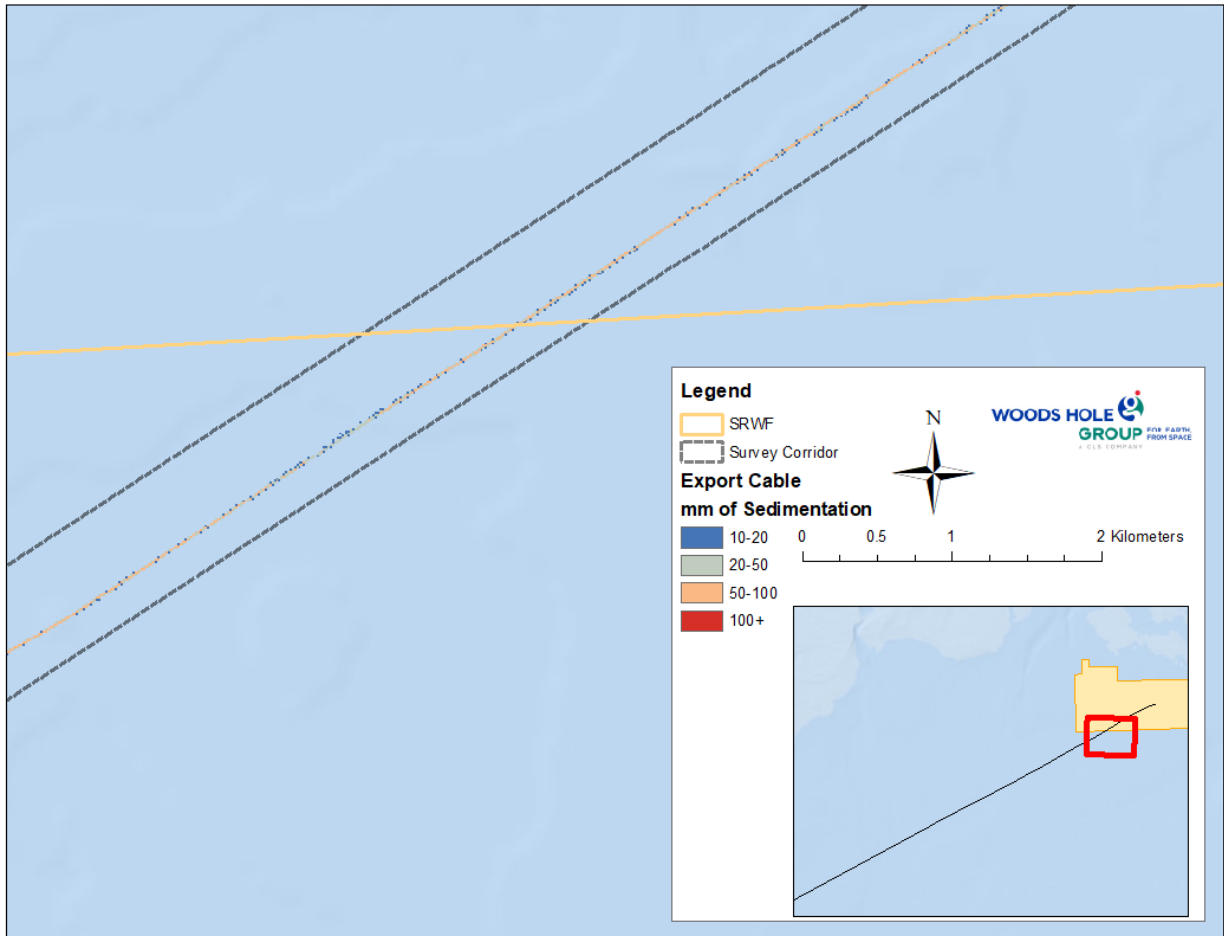 Legend
SRWF
Survey Corridor
Export Cable
mm of Sedimentation
10-20
20-50
50-100
100+
N
WOODS HOLE
GROUP FOR EARTH, FROM SPACE
A CLS COMPANY
0 0.5 1 2 Kilometers